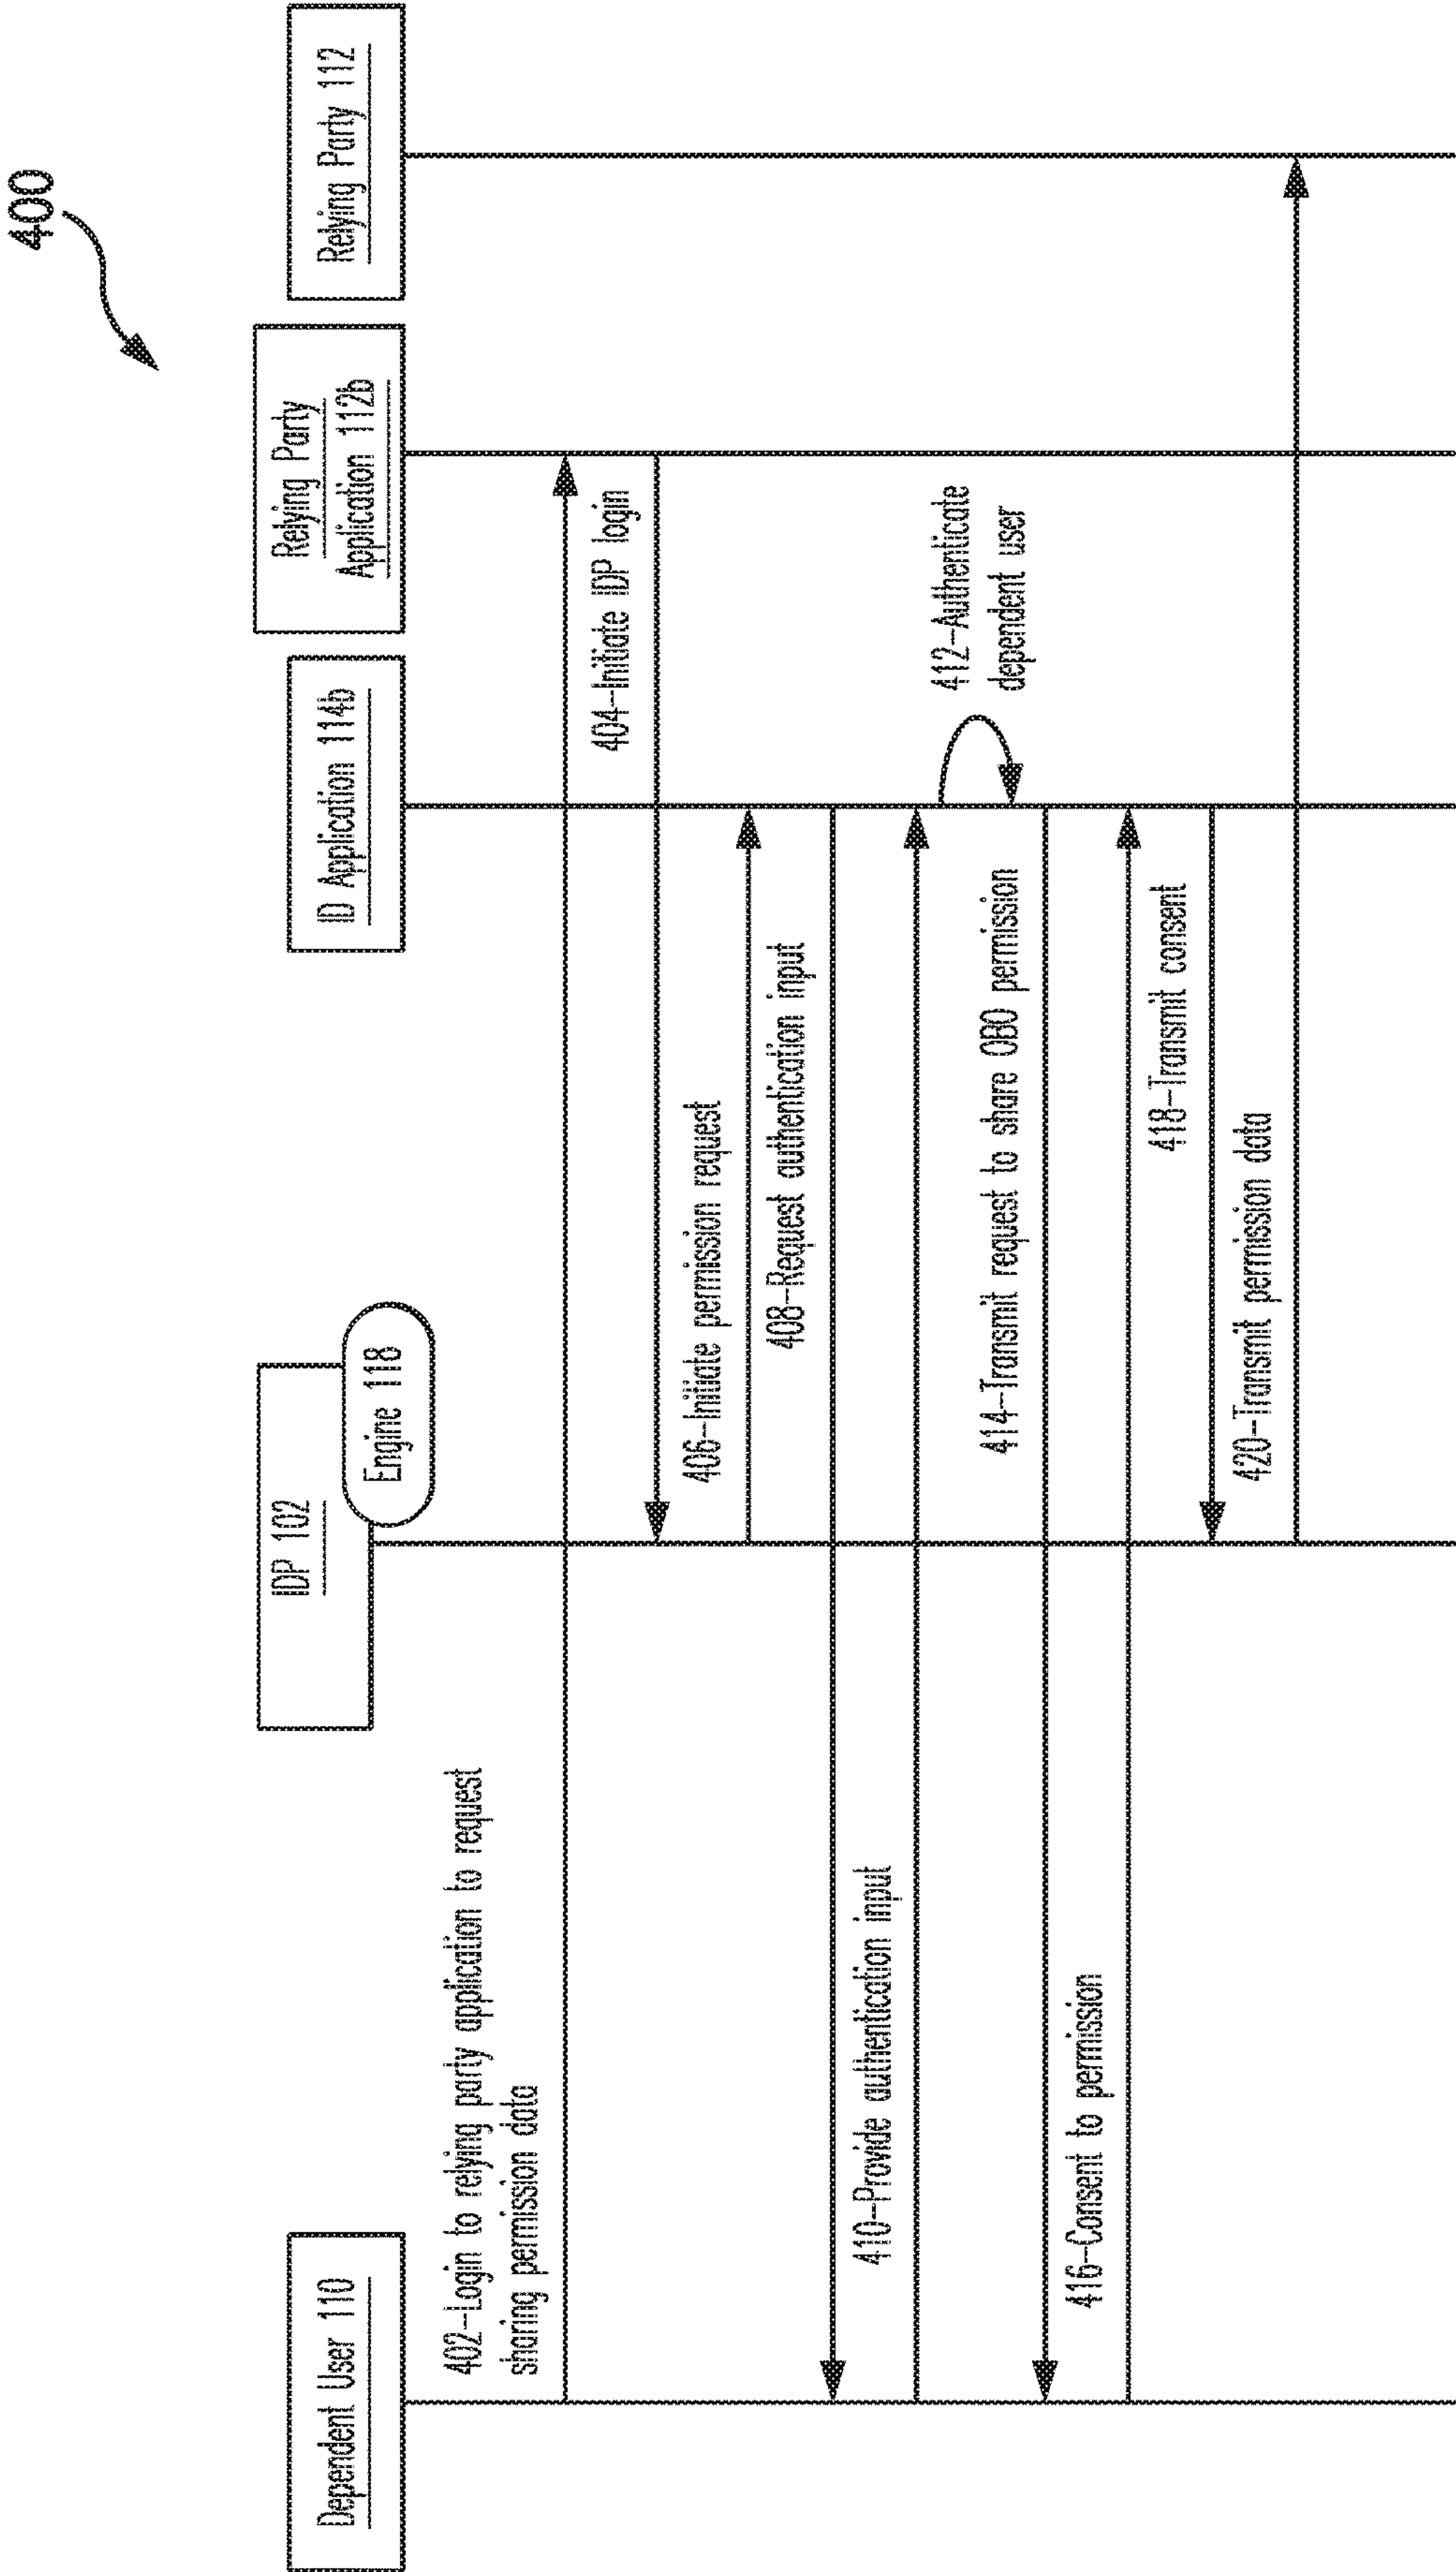 400
Dependent User 110
IDP 102
Engine 118
ID Application 114b
Relying Party
Application 112b
Relying Party 112
402-Login to relying party application to request
sharing permission data
404-Initiate IDP login
406-Initiate permission request
408-Request authentication input
410-Provide authentication input
412-Authenticate
dependent user
414-Transmit request to share OBO permission
416-Consent to permission
418-Transmit consent
420-Transmit permission data